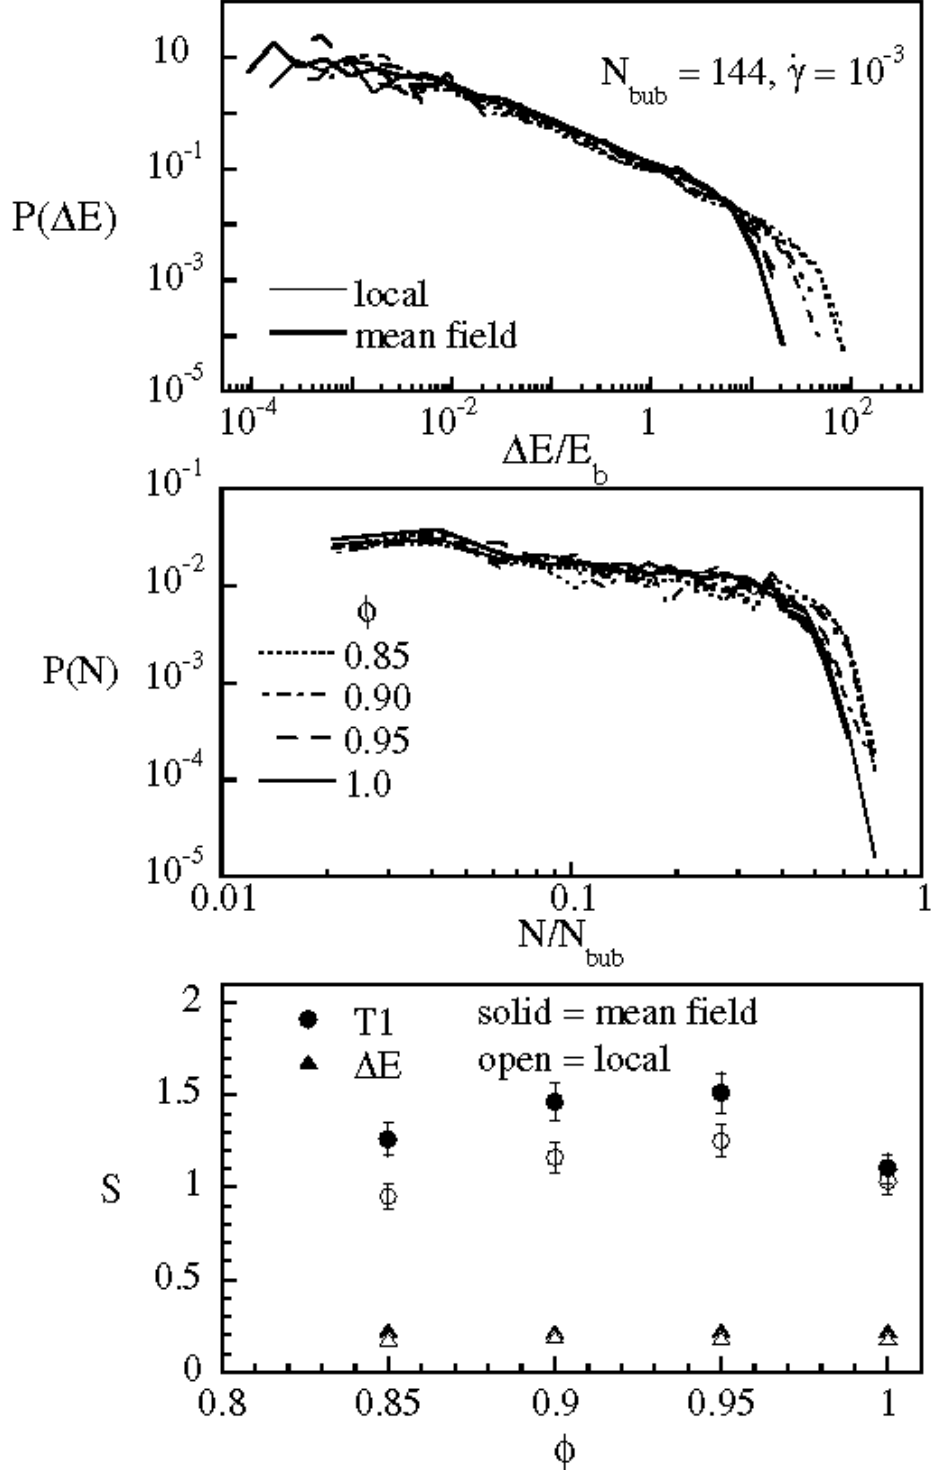 10
10⁻¹
10⁻³
10⁻⁵
P(ΔE)
N_bub = 144, γ̇ = 10⁻³
local
mean field
10⁻⁴ 10⁻² 1 10²
ΔE/E_b
10⁻¹
10⁻²
10⁻³
10⁻⁴
10⁻⁵
P(N)
ϕ
0.85
0.90
0.95
1.0
0.01 0.1 1
N/N_bub
2
1.5
1
0.5
0
S
T1 solid = mean field
ΔE open = local
0.8 0.85 0.9 0.95 1
ϕ